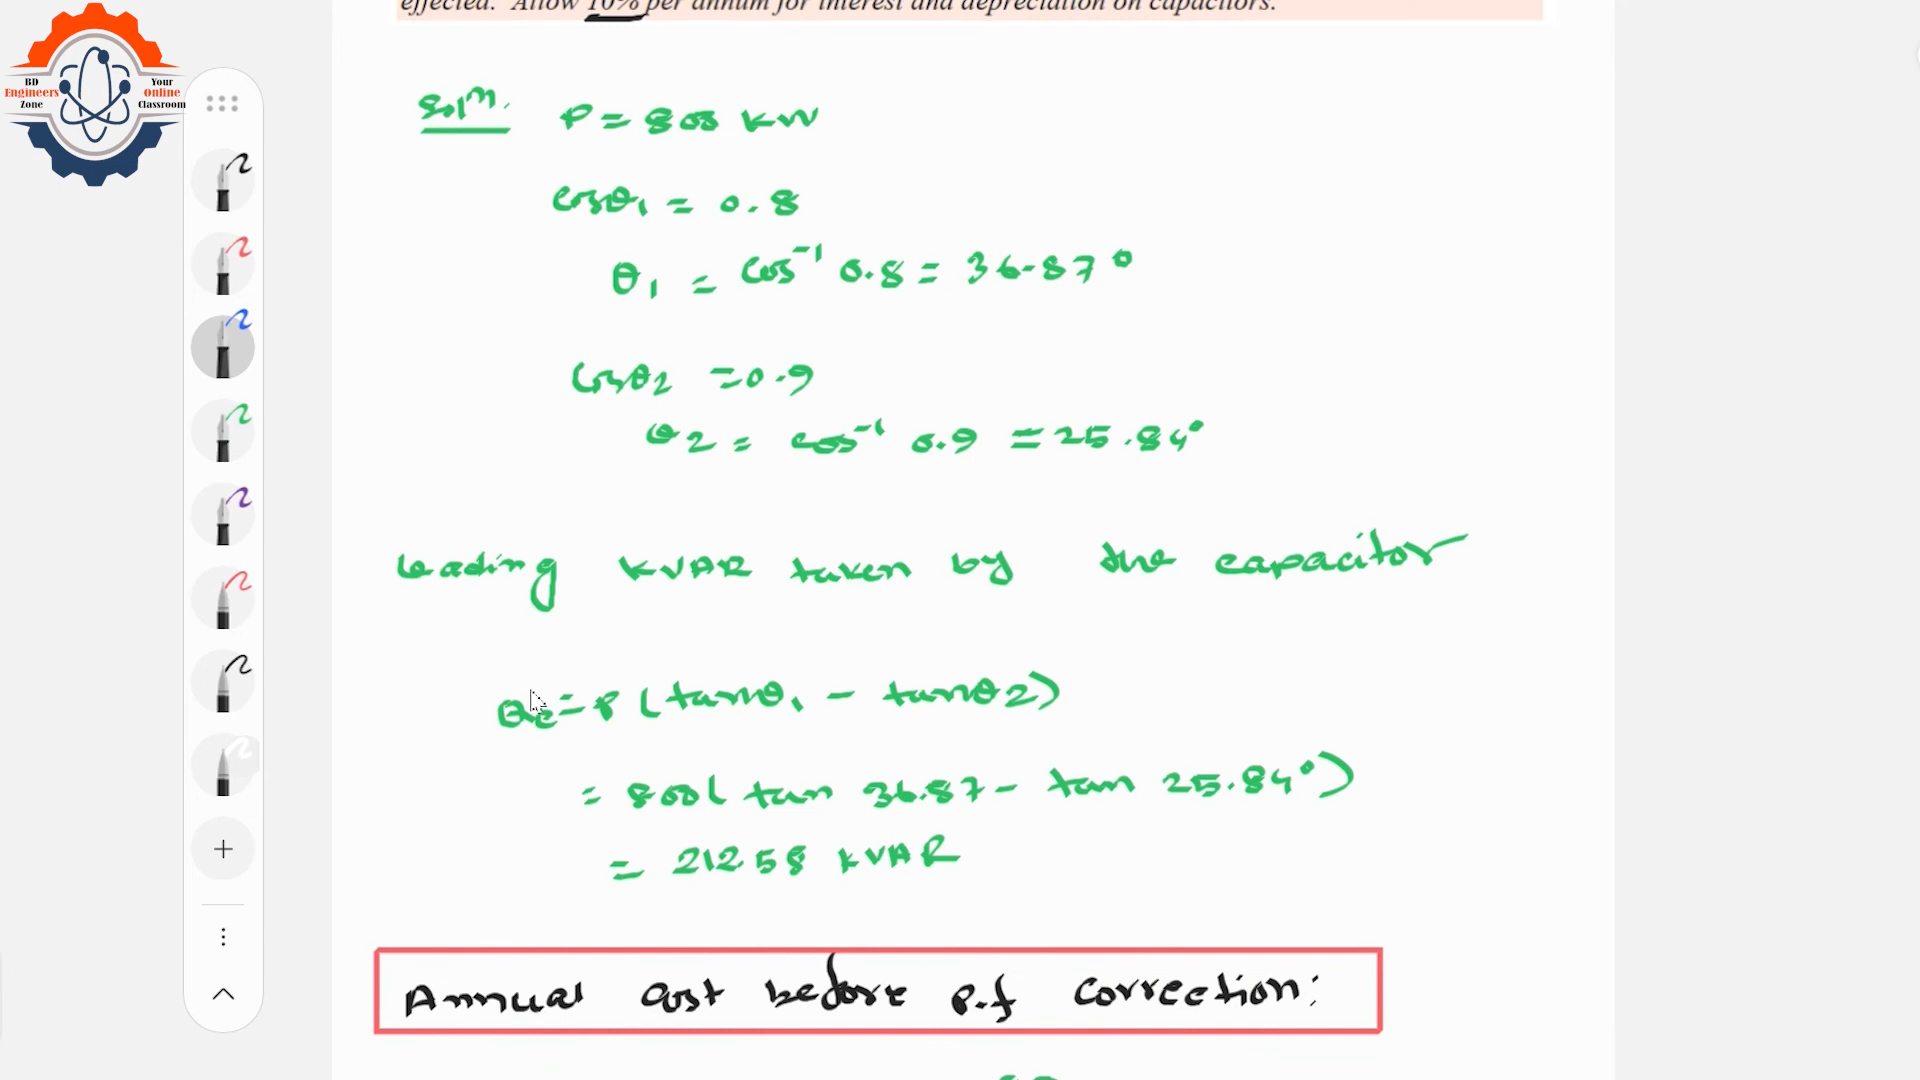 effected. Allow 10% per annum for interest and depreciation on capacitors.
BD Engineers Zone
Your Online Classroom
Solⁿ. P = 800 kW
cosθ₁ = 0.8
θ₁ = cos⁻¹ 0.8 = 36.87°
cosθ2 = 0.9
θ2 = cos⁻¹ 0.9 = 25.84°
Leading KVAR taken by the capacitor
Qc = P (tanθ₁ - tanθ2)
= 800( tan 36.87 - tan 25.84°)
= 212.58 KVAR
Annual cost before P.f correction: